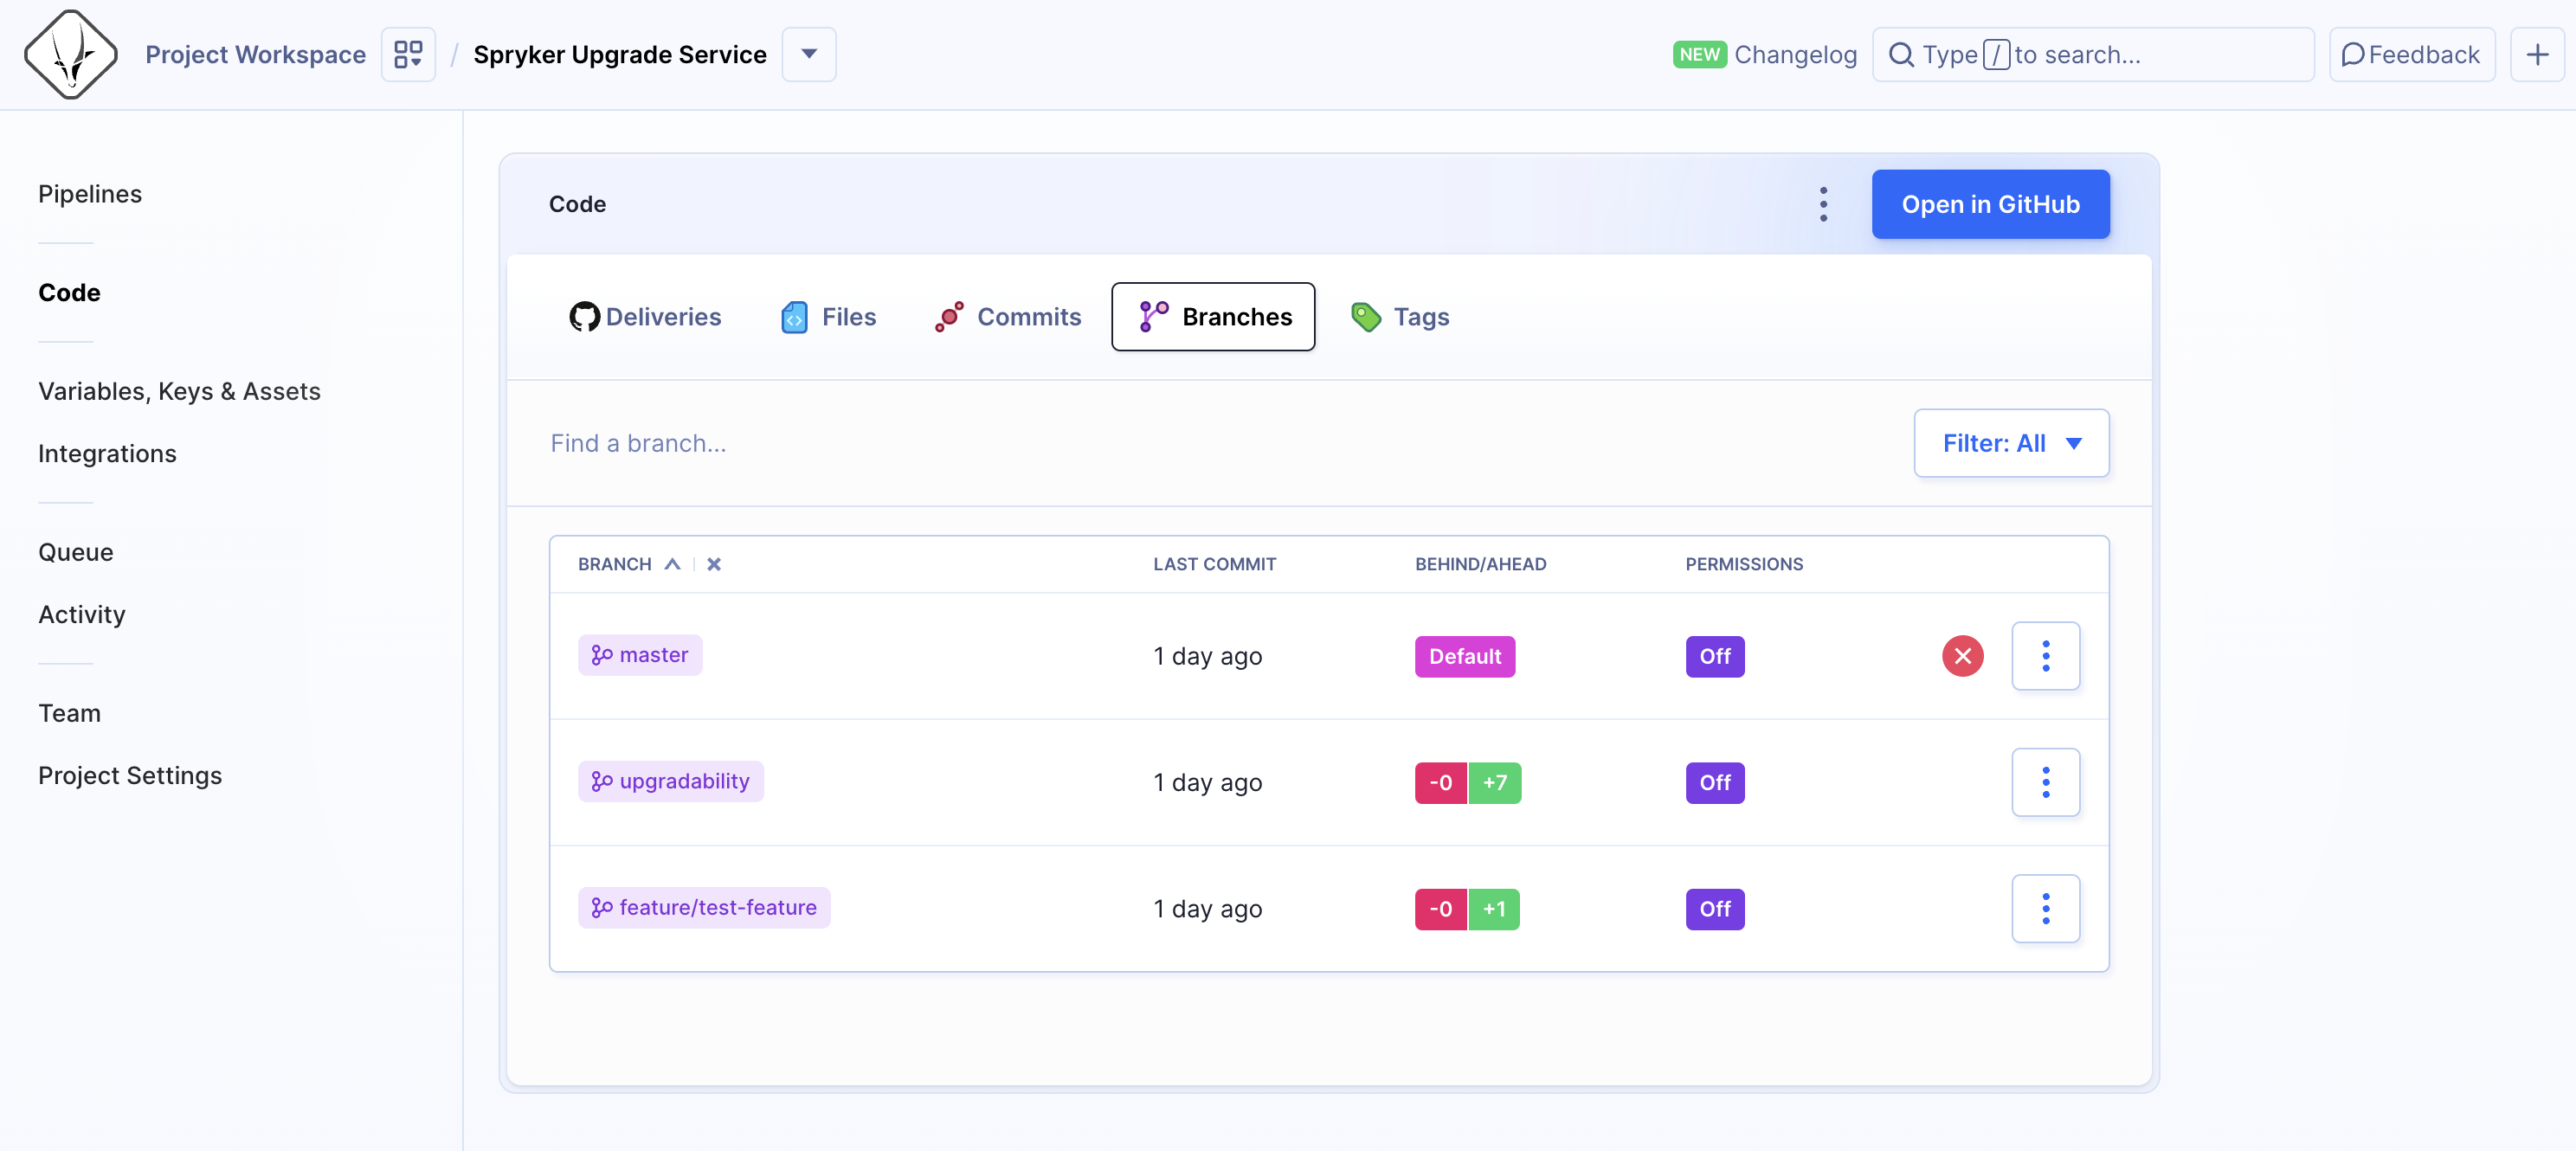 Project Workspace / Spryker Upgrade Service NEW Changelog Type / to search... Feedback +
Pipelines
Code
Variables, Keys & Assets
Integrations
Queue
Activity
Team
Project Settings
Code Open in GitHub
Deliveries Files Commits Branches Tags
Find a branch... Filter: All
BRANCH LAST COMMIT BEHIND/AHEAD PERMISSIONS
master 1 day ago Default Off
upgradability 1 day ago -0 +7 Off
feature/test-feature 1 day ago -0 +1 Off